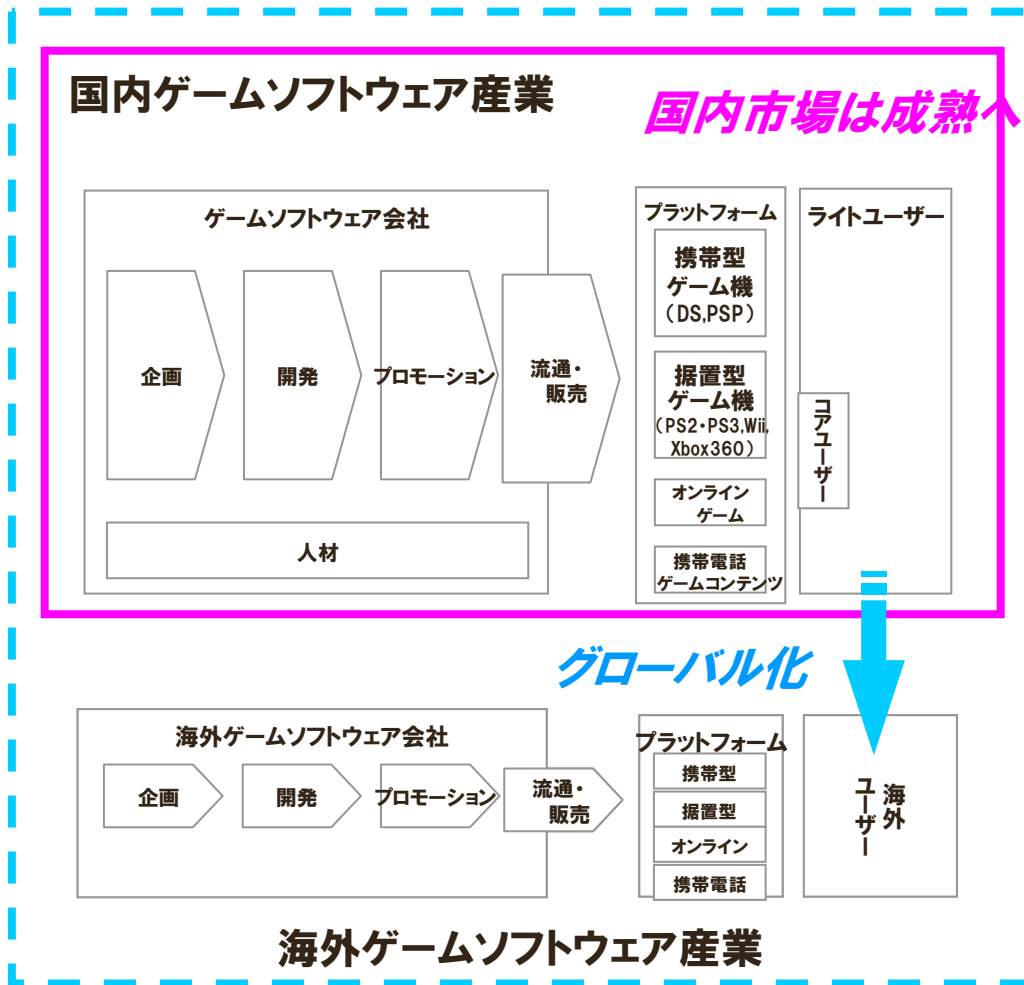 国内ゲームソフトウェア産業
国内市場は成熟へ
ゲームソフトウェア会社
企画
開発
プロモーション
流通・
販売
人材
プラットフォーム
携帯型
ゲーム機
（DS,PSP）
据置型
ゲーム機
（PS2・PS3,Wii,
Xbox360）
オンライン
ゲーム
携帯電話
ゲームコンテンツ
ライトユーザー
コアユーザー
グローバル化
海外ゲームソフトウェア会社
企画
開発
プロモーション
流通・
販売
プラットフォーム
携帯型
据置型
オンライン
携帯電話
海外
ユーザー
海外ゲームソフトウェア産業